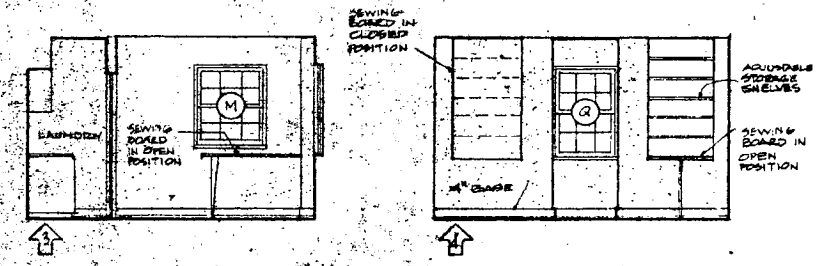 LAUNDRY
SEWING
BOARD
IN OPEN
POSITION
M
3
SEWING
BOARD IN
CLOSED
POSITION
Q
ADJUSTABLE
STORAGE
SHELVES
SEWING
BOARD IN
OPEN
POSITION
4" BASE
4